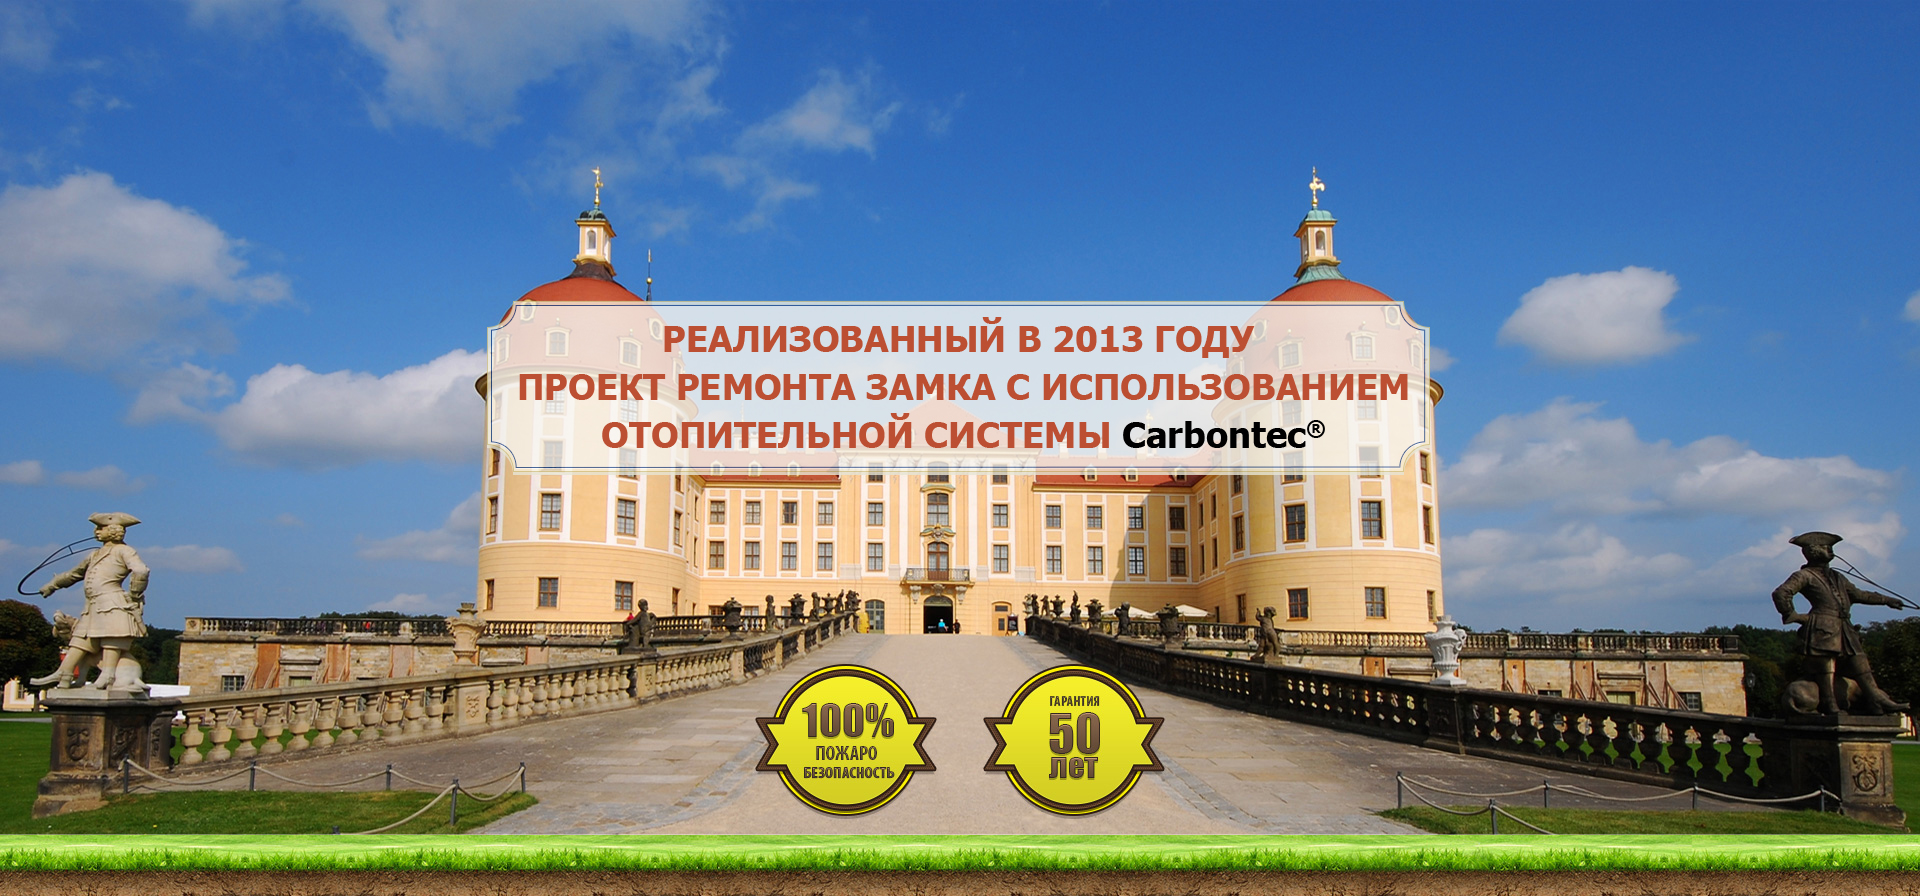 РЕАЛИЗОВАННЫЙ В 2013 ГОДУ
ПРОЕКТ РЕМОНТА ЗАМКА С ИСПОЛЬЗОВАНИЕМ
ОТОПИТЕЛЬНОЙ СИСТЕМЫ Carbontec®
100%
ПОЖАРО
БЕЗОПАСНОСТЬ
ГАРАНТИЯ
50
лет